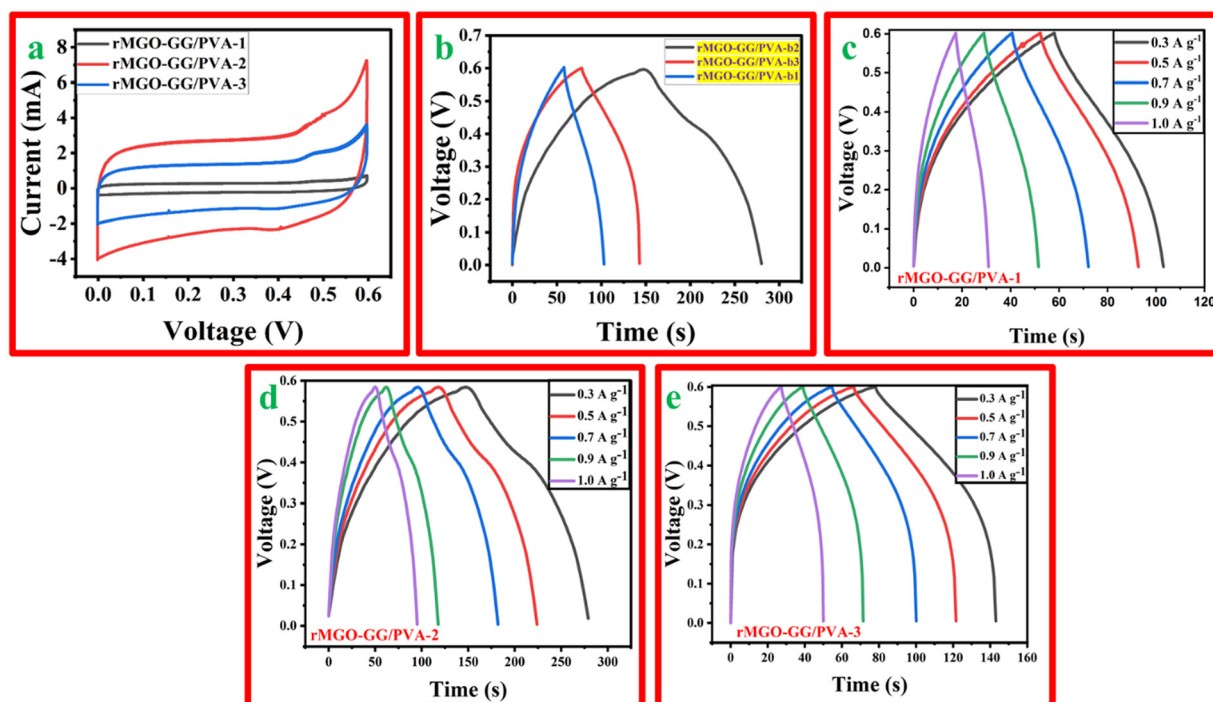 a
rMGO-GG/PVA-1
rMGO-GG/PVA-2
rMGO-GG/PVA-3
8
6
4
2
0
-2
-4
Current (mA)
0.0 0.1 0.2 0.3 0.4 0.5 0.6
Voltage (V)
b
rMGO-GG/PVA-b2
rMGO-GG/PVA-b3
rMGO-GG/PVA-b1
0.8
0.7
0.6
0.5
0.4
0.3
0.2
0.1
0.0
Voltage (V)
0 50 100 150 200 250 300
Time (s)
c
0.3 A g⁻¹
0.5 A g⁻¹
0.7 A g⁻¹
0.9 A g⁻¹
1.0 A g⁻¹
0.6
0.5
0.4
0.3
0.2
0.1
0.0
Voltage (V)
rMGO-GG/PVA-1
0 20 40 60 80 100 120
Time (s)
d
0.3 A g⁻¹
0.5 A g⁻¹
0.7 A g⁻¹
0.9 A g⁻¹
1.0 A g⁻¹
0.6
0.5
0.4
0.3
0.2
0.1
0.0
Voltage (V)
rMGO-GG/PVA-2
0 50 100 150 200 250 300
Time (s)
e
0.3 A g⁻¹
0.5 A g⁻¹
0.7 A g⁻¹
0.9 A g⁻¹
1.0 A g⁻¹
0.6
0.5
0.4
0.3
0.2
0.1
0.0
Voltage (V)
rMGO-GG/PVA-3
0 20 40 60 80 100 120 140 160
Time (s)